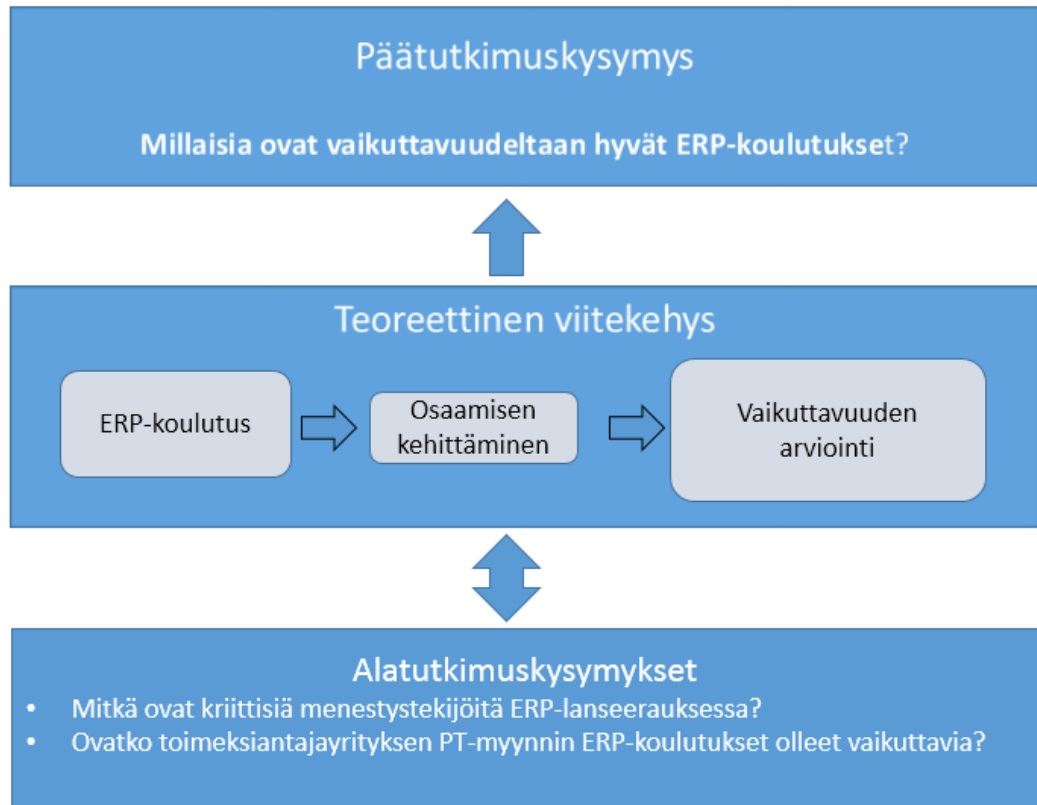 Päätutkimuskysymys
Millaisia ovat vaikuttavuudeltaan hyvät ERP-koulutukset?
Teoreettinen viitekehys
ERP-koulutus
Osaamisen
kehittäminen
Vaikuttavuuden
arviointi
Alatutkimuskysymykset
• Mitkä ovat kriittisiä menestystekijöitä ERP-lanseerauksessa?
• Ovatko toimeksiantajayrityksen PT-myynnin ERP-koulutukset olleet vaikuttavia?